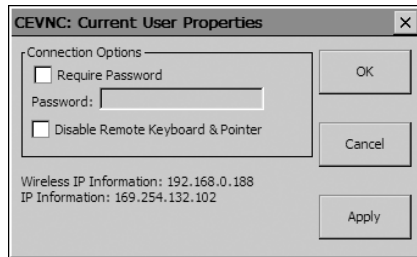 CEVNC: Current User Properties
Connection Options
Require Password
Password:
Disable Remote Keyboard & Pointer
OK
Cancel
Apply
Wireless IP Information: 192.168.0.188
IP Information: 169.254.132.102